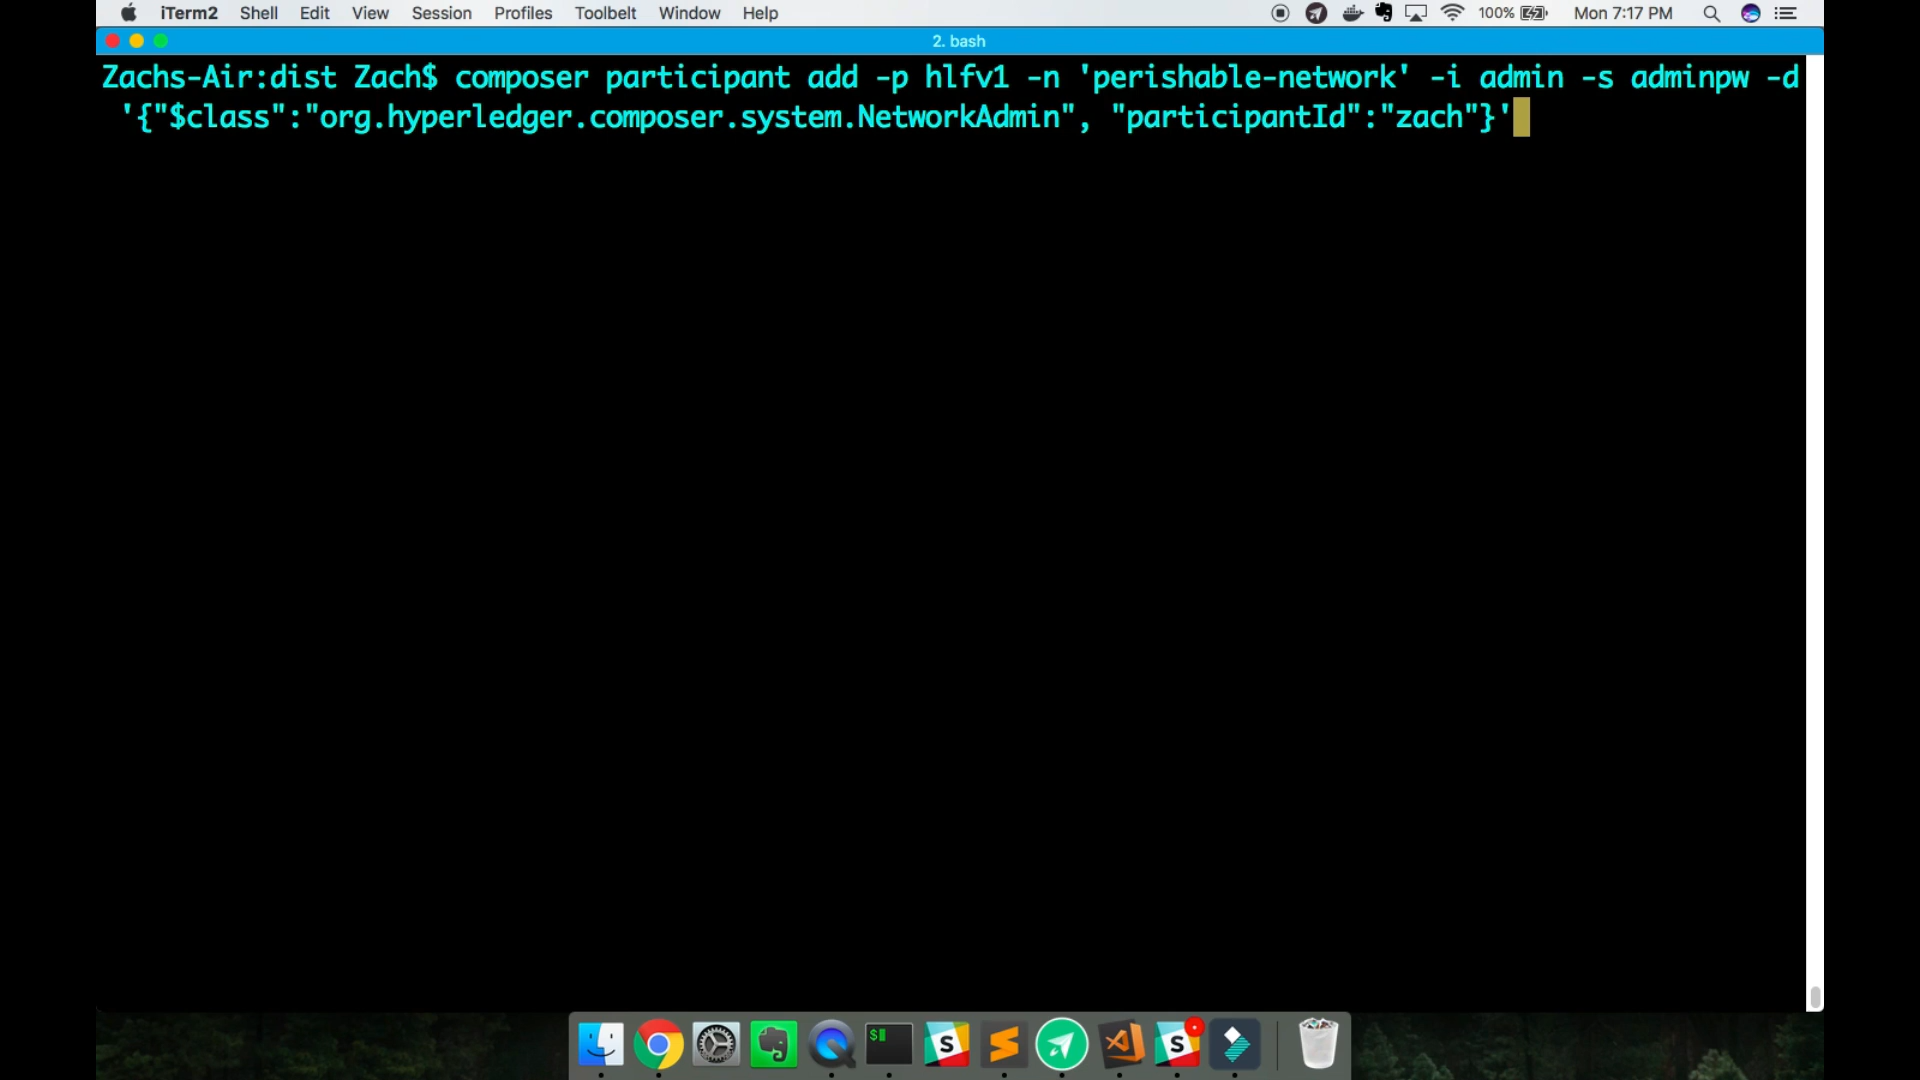 iTerm2 Shell Edit View Session Profiles Toolbelt Window Help 100% Mon 7:17 PM
2. bash
Zachs-Air:dist Zach$ composer participant add -p hlfv1 -n 'perishable-network' -i admin -s adminpw -d
'{"$class":"org.hyperledger.composer.system.NetworkAdmin", "participantId":"zach"}'
$
S
S